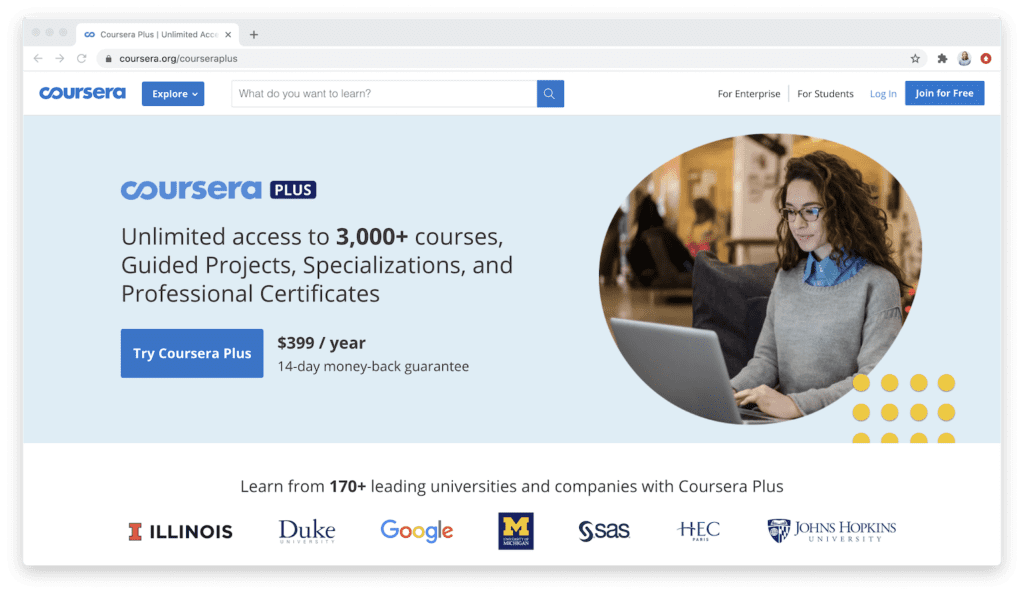 Coursera Plus | Unlimited Acce
coursera.org/courseraplus
coursera
Explore
What do you want to learn?
For Enterprise
For Students
Log In
Join for Free
coursera PLUS
Unlimited access to 3,000+ courses,
Guided Projects, Specializations, and
Professional Certificates
Try Coursera Plus
$399 / year
14-day money-back guarantee
Learn from 170+ leading universities and companies with Coursera Plus
I ILLINOIS
Duke
UNIVERSITY
Google
M
UNIVERSITY OF
MICHIGAN
sas
HEC
PARIS
JOHNS HOPKINS
UNIVERSITY